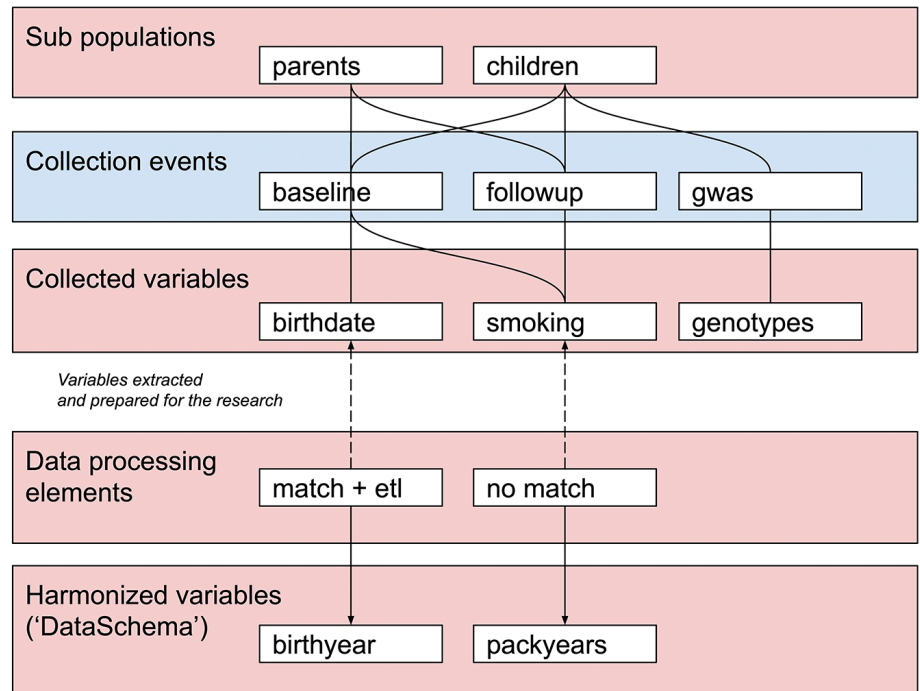 Sub populations
parents
children
Collection events
baseline
followup
gwas
Collected variables
birthdate
smoking
genotypes
Variables extracted
and prepared for the research
Data processing
elements
match + etl
no match
Harmonized variables
(‘DataSchema’)
birthyear
packyears